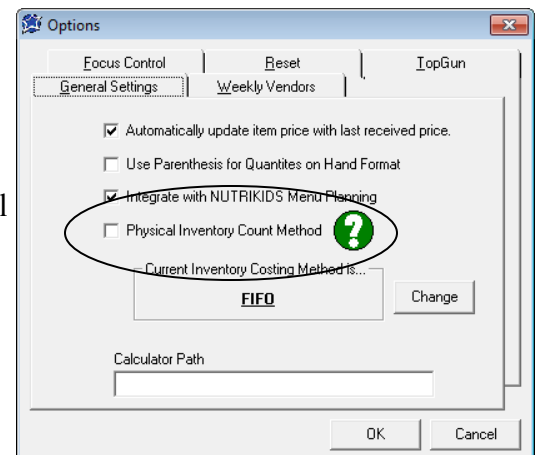 Options
Focus Control Reset TopGun
General Settings Weekly Vendors
Automatically update item price with last received price.
Use Parenthesis for Quantites on Hand Format
l
Integrate with NUTRIKIDS Menu Planning
Physical Inventory Count Method ?
Current Inventory Costing Method is...
FIFO
Change
Calculator Path
OK Cancel